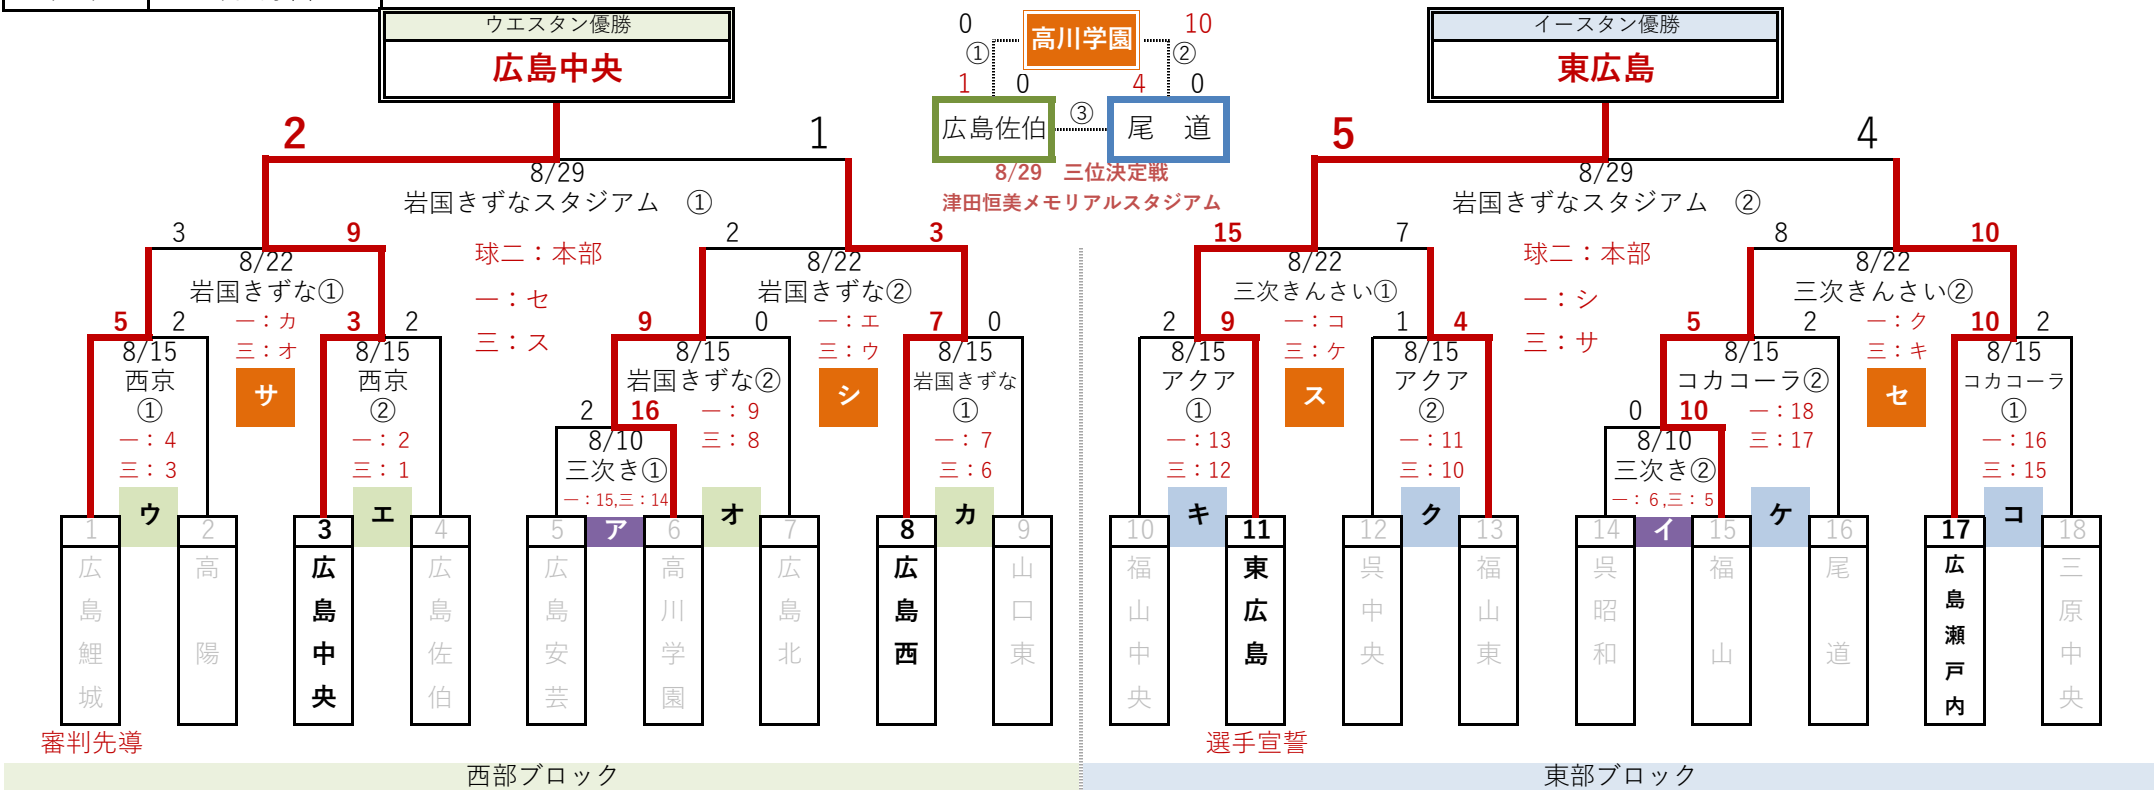 ウエスタン優勝
広島中央
0
高川学園
10
①
②
1
0
4
0
広島佐伯
③
尾　道
8/29　三位決定戦
津田恒美メモリアルスタジアム
イースタン優勝
東広島
2
1
8/29
岩国きずなスタジアム　①
5
4
8/29
岩国きずなスタジアム　②
3
9
8/22
岩国きずな①
球二：本部
一：セ
三：ス
2
3
8/22
岩国きずな②
15
7
8/22
三次きんさい①
球二：本部
一：シ
三：サ
8
10
8/22
三次きんさい②
5
2
8/15
西京
①
一：4
三：3
一：カ
三：オ
サ
3
2
8/15
西京
②
一：2
三：1
9
0
8/15
岩国きずな②
一：9
三：8
2
16
8/10
三次き①
一：15,三：14
一：エ
三：ウ
シ
7
0
8/15
岩国きずな
①
一：7
三：6
2
9
8/15
アクア
①
一：13
三：12
一：コ
三：ケ
ス
1
4
8/15
アクア
②
一：11
三：10
5
2
8/15
コカコーラ②
一：18
三：17
0
10
8/10
三次き②
一：6,三：5
一：ク
三：キ
セ
10
2
8/15
コカコーラ
①
一：16
三：15
1
ウ
2
3
エ
4
5
ア
6
オ
7
8
カ
9
10
キ
11
12
ク
13
14
イ
15
ケ
16
17
コ
18
広島鯉城
高陽
広島中央
広島佐伯
広島安芸
高川学園
広島北
広島西
山口東
福山中央
東広島
呉中央
福山東
呉昭和
福山
尾道
広島瀬戸内
三原中央
審判先導
選手宣誓
西部ブロック
東部ブロック